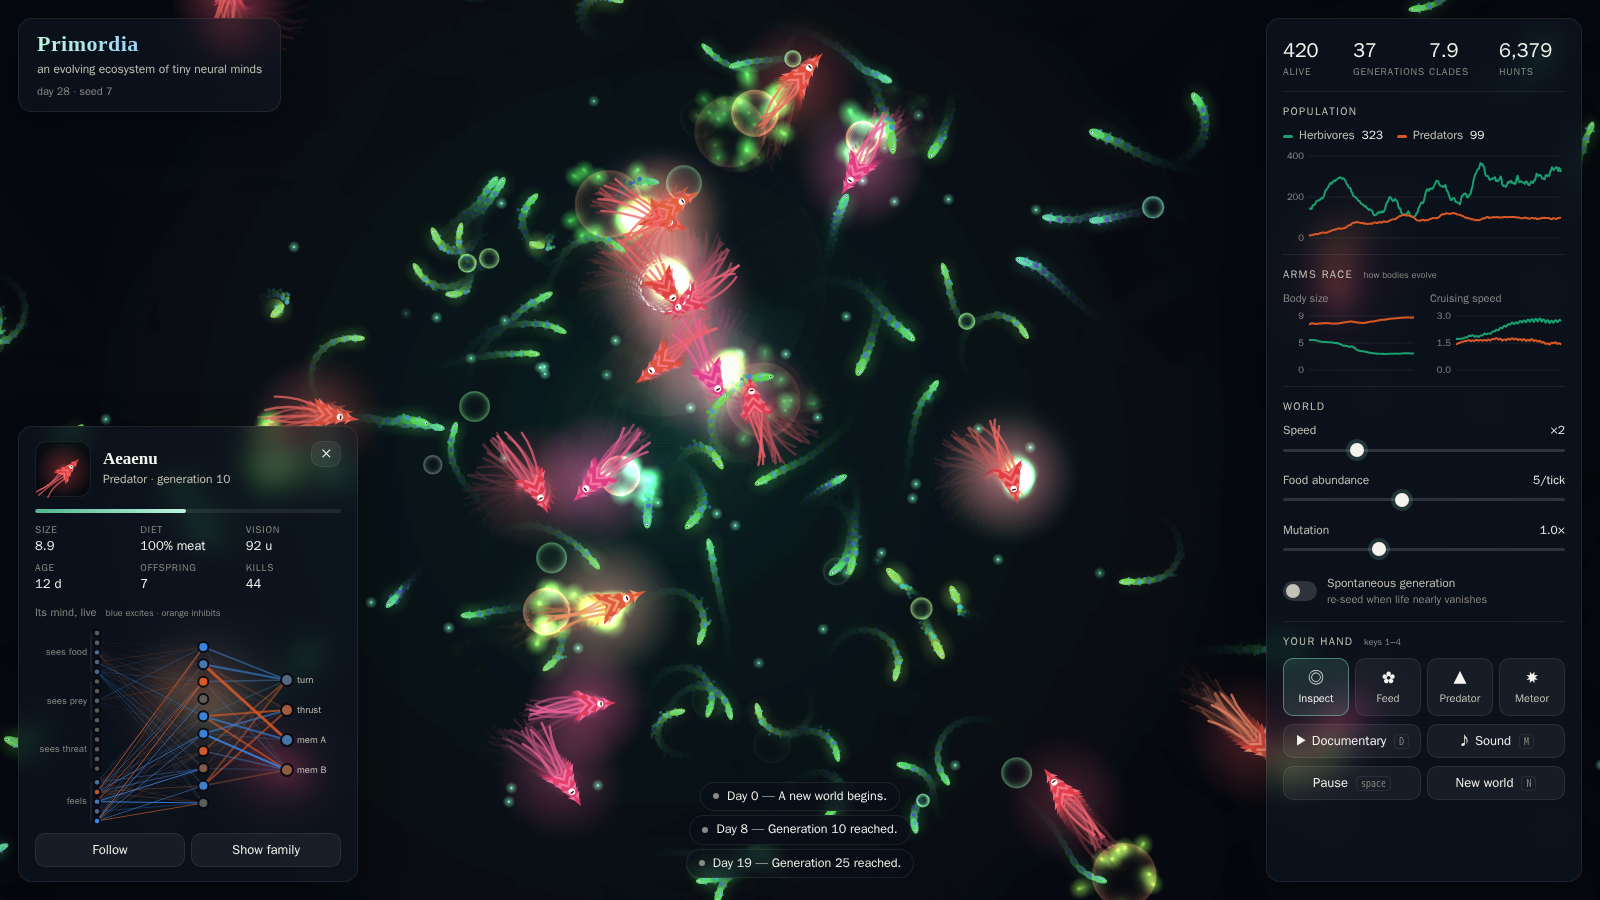 Primordia
an evolving ecosystem of tiny neural minds
day 28 · seed 7
420 37 7.9 6,379
ALIVE GENERATIONS CLADES HUNTS
POPULATION
Herbivores 323 Predators 99
400
200
0
ARMS RACE how bodies evolve
Body size Cruising speed
9 3.0
5 1.5
0 0.0
WORLD
Speed ×2
Food abundance 5/tick
Mutation 1.0×
Spontaneous generation
re-seed when life nearly vanishes
YOUR HAND keys 1–4
Inspect Feed Predator Meteor
Documentary D Sound M
Pause space New world N
Aeaenu
Predator · generation 10
SIZE DIET VISION
8.9 100% meat 92 u
AGE OFFSPRING KILLS
12 d 7 44
Its mind, live blue excites · orange inhibits
sees food
sees prey
sees threat
feels
turn
thrust
mem A
mem B
Follow Show family
Day 0 — A new world begins.
Day 8 — Generation 10 reached.
Day 19 — Generation 25 reached.